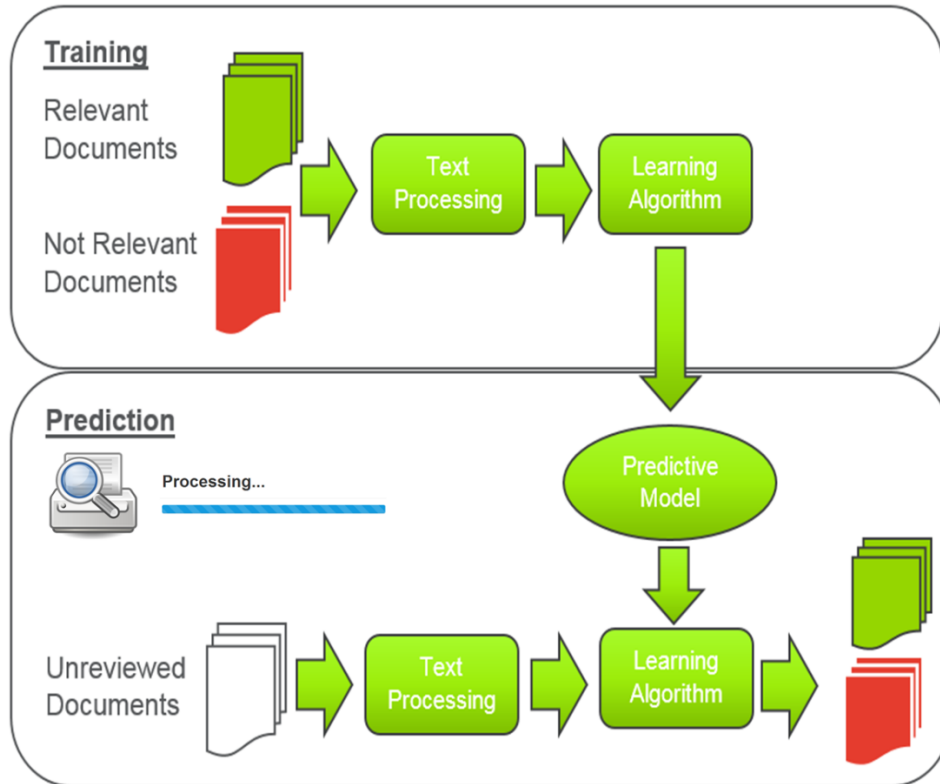 Training
Relevant
Documents
Text
Processing
Learning
Algorithm
Not Relevant
Documents
Prediction
Processing...
Predictive
Model
Unreviewed
Documents
Text
Processing
Learning
Algorithm